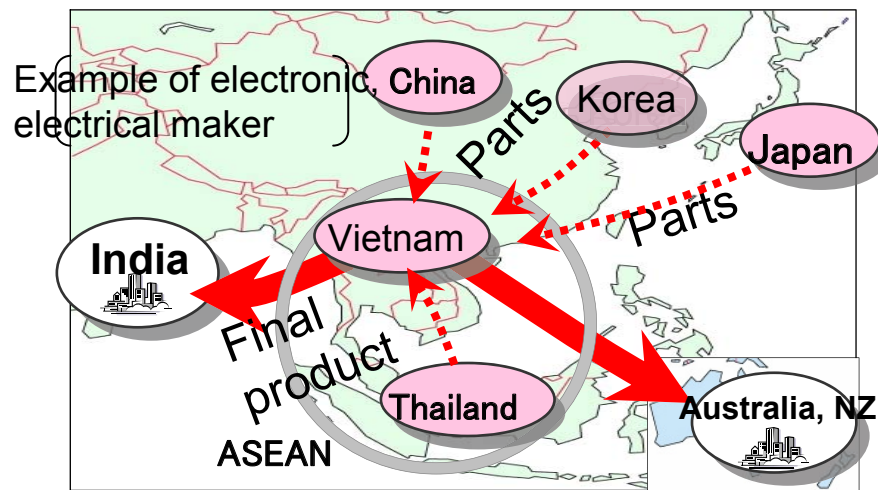 Example of electronic,
electrical maker
China
Korea
Japan
Parts
Parts
Vietnam
India
Final
product
Thailand
Australia, NZ
ASEAN